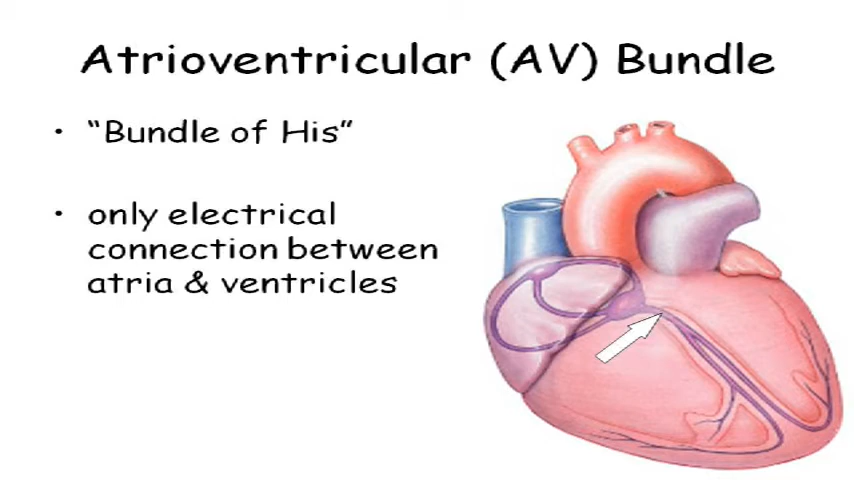 Atrioventricular (AV) Bundle
• “Bundle of His”
• only electrical
connection between
atria & ventricles